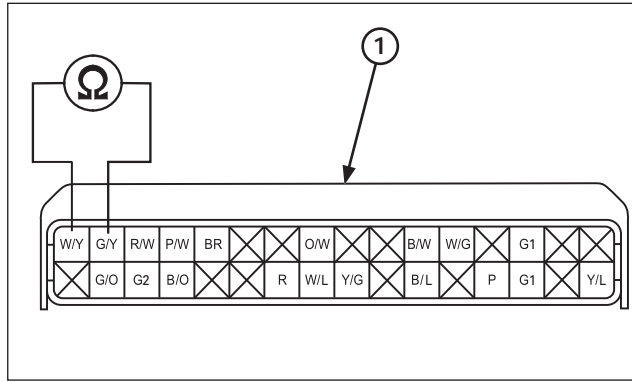 1
Ω
W/Y G/Y R/W P/W BR O/W B/W W/G G1
G/O G2 B/O R W/L Y/G B/L P G1 Y/L